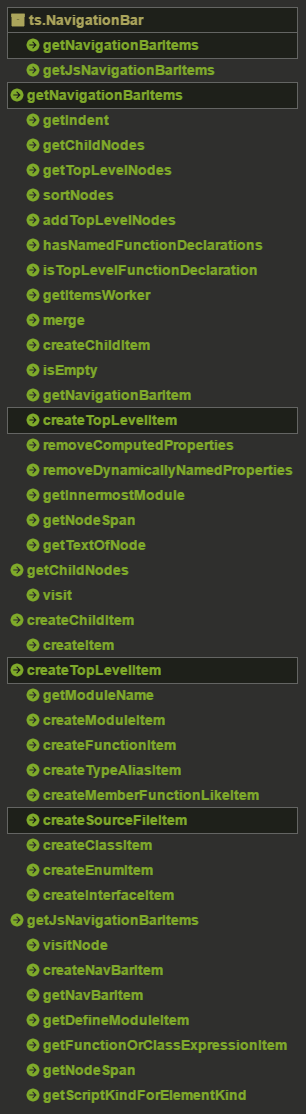 ts.NavigationBar
getNavigationBarItems
getJsNavigationBarItems
getNavigationBarItems
getIndent
getChildNodes
getTopLevelNodes
sortNodes
addTopLevelNodes
hasNamedFunctionDeclarations
isTopLevelFunctionDeclaration
getItemsWorker
merge
createChildItem
isEmpty
getNavigationBarItem
createTopLevelItem
removeComputedProperties
removeDynamicallyNamedProperties
getInnermostModule
getNodeSpan
getTextOfNode
getChildNodes
visit
createChildItem
createItem
createTopLevelItem
getModuleName
createModuleItem
createFunctionItem
createTypeAliasItem
createMemberFunctionLikeItem
createSourceFileItem
createClassItem
createEnumItem
createInterfaceItem
getJsNavigationBarItems
visitNode
createNavBarItem
getNavBarItem
getDefineModuleItem
getFunctionOrClassExpressionItem
getNodeSpan
getScriptKindForElementKind